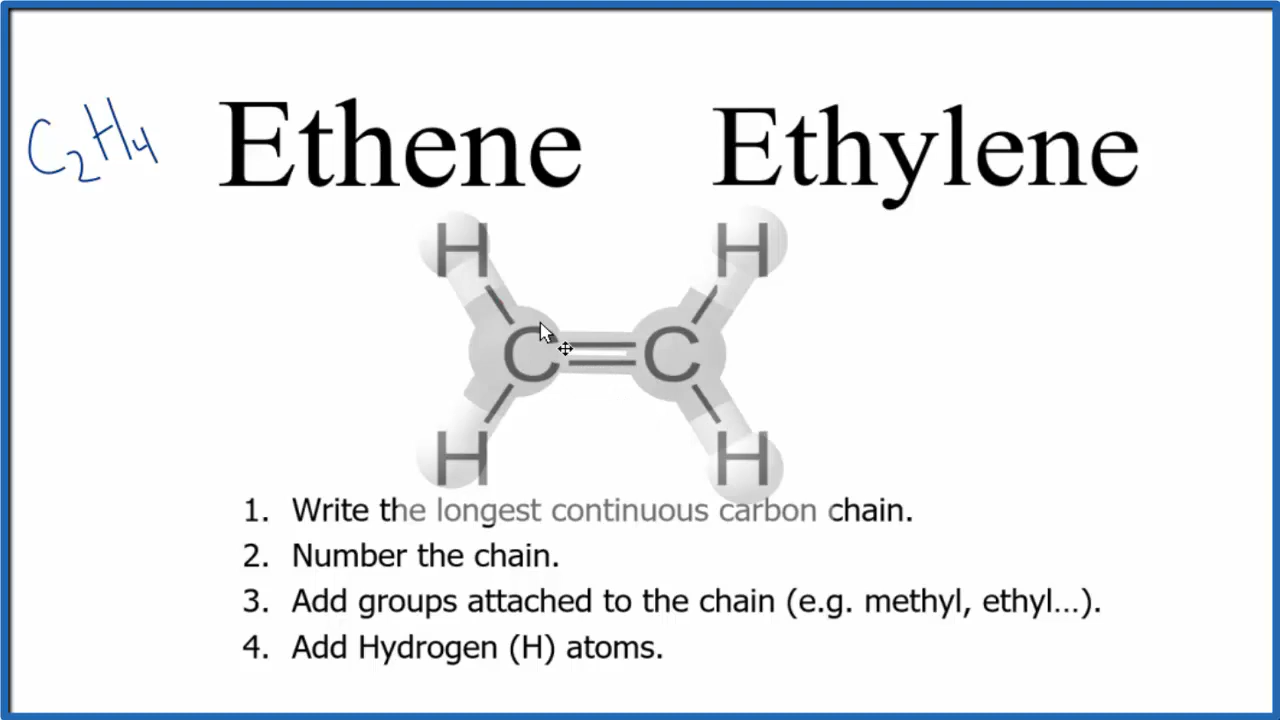 C2H4 Ethene Ethylene
H H
C C
H H
1. Write the longest continuous carbon chain.
2. Number the chain.
3. Add groups attached to the chain (e.g. methyl, ethyl...).
4. Add Hydrogen (H) atoms.